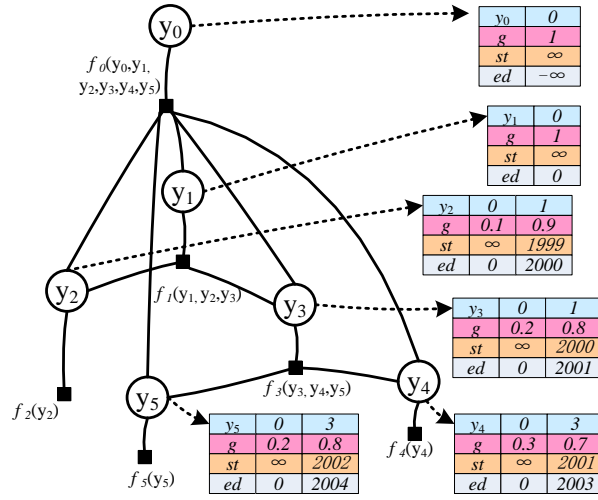 y0
f0(y0,y1,
y2,y3,y4,y5)
y0 0
g 1
st ∞
ed −∞
y1
y1 0
g 1
st ∞
ed 0
y2 0 1
g 0.1 0.9
st ∞ 1999
ed 0 2000
y2
f1(y1,y2,y3)
y3
y3 0 1
g 0.2 0.8
st ∞ 2000
ed 0 2001
f2(y2)
y5
f3(y3,y4,y5)
y4
f5(y5)
f4(y4)
y5 0 3
g 0.2 0.8
st ∞ 2002
ed 0 2004
y4 0 3
g 0.3 0.7
st ∞ 2001
ed 0 2003